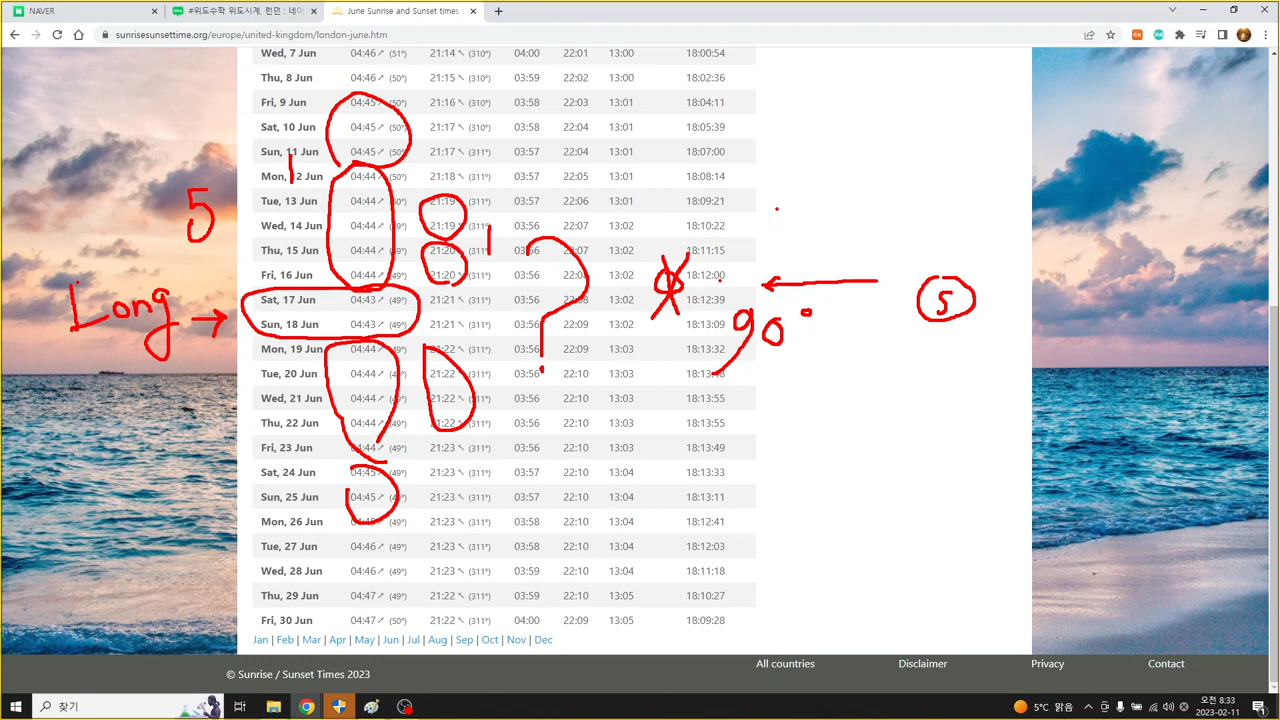 NAVER
#위도수학 위도시계, 런던 : 네이
June Sunrise and Sunset times
sunrisesunsettime.org/europe/united-kingdom/london-june.htm
Wed, 7 Jun 04:46↗ (51°) 21:14↖ (310°) 04:00 22:01 13:00 18:00:54
Thu, 8 Jun 04:46↗ (50°) 21:15↖ (310°) 03:59 22:02 13:00 18:02:36
Fri, 9 Jun 04:45↗ (50°) 21:16↖ (310°) 03:58 22:03 13:01 18:04:11
Sat, 10 Jun 04:45↗ (50°) 21:17↖ (310°) 03:58 22:04 13:01 18:05:39
Sun, 11 Jun 04:45↗ (50°) 21:17↖ (311°) 03:57 22:04 13:01 18:07:00
Mon, 12 Jun 04:44↗ (50°) 21:18↖ (311°) 03:57 22:05 13:01 18:08:14
Tue, 13 Jun 04:44↗ (50°) 21:19↖ (311°) 03:57 22:06 13:01 18:09:21
5
Wed, 14 Jun 04:44↗ (49°) 21:19↖ (311°) 03:56 22:07 13:02 18:10:22
Thu, 15 Jun 04:44↗ (49°) 21:20↖ (311°) 03:56 22:07 13:02 18:11:15
Fri, 16 Jun 04:44↗ (49°) 21:20↖ (311°) 03:56 13:02 18:12:00
?
Sat, 17 Jun 04:43↗ (49°) 21:21↖ (311°) 03:56 13:02 18:12:39
5
Long →
Sun, 18 Jun 04:43↗ (49°) 21:21↖ (311°) 03:56 22:09 13:02 18:13:09
90°
Mon, 19 Jun 04:44↗ (49°) 21:22↖ (311°) 03:56 22:09 13:03 18:13:32
Tue, 20 Jun 04:44↗ (49°) 21:22↖ (311°) 03:56 22:10 13:03
Wed, 21 Jun 04:44↗ (49°) 21:22↖ (311°) 03:56 22:10 13:03 18:13:55
Thu, 22 Jun 04:44↗ (49°) 21:22↖ (311°) 03:56 22:10 13:03 18:13:55
Fri, 23 Jun 04:44↗ (49°) 21:23↖ (311°) 03:56 22:10 13:03 18:13:49
Sat, 24 Jun 04:45↗ (49°) 21:23↖ (311°) 03:57 22:10 13:04 18:13:33
Sun, 25 Jun 04:45↗ (49°) 21:23↖ (311°) 03:57 22:10 13:04 18:13:11
Mon, 26 Jun (49°) 21:23↖ (311°) 03:58 22:10 13:04 18:12:41
Tue, 27 Jun 04:46↗ (49°) 21:23↖ (311°) 03:58 22:10 13:04 18:12:03
Wed, 28 Jun 04:46↗ (49°) 21:23↖ (311°) 03:59 22:10 13:04 18:11:18
Thu, 29 Jun 04:47↗ (49°) 21:22↖ (311°) 03:59 22:10 13:05 18:10:27
Fri, 30 Jun 04:47↗ (50°) 21:22↖ (311°) 04:00 22:09 13:05 18:09:28
Jan | Feb | Mar | Apr | May | Jun | Jul | Aug | Sep | Oct | Nov | Dec
© Sunrise / Sunset Times 2023
All countries Disclaimer Privacy Contact
찾기
5°C 맑음
오전 8:33
2023-02-11